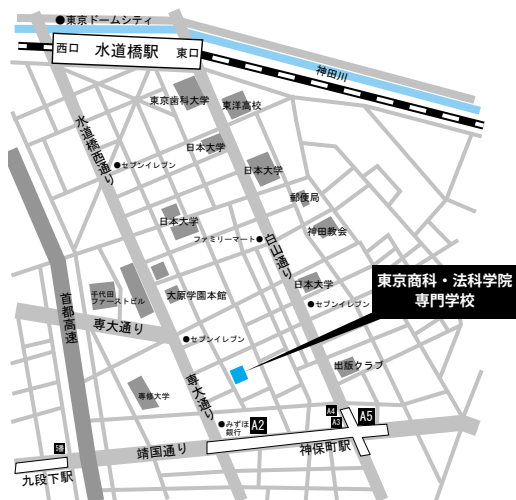 ●東京ドームシティ
西口 水道橋駅 東口
神田川
東京歯科大学
東洋高校
水道橋西通り
日本大学
●セブンイレブン
日本大学
郵便局
日本大学
神田教会
ファミリーマート●
白山通り
日本大学
千代田
ファーストビル
大原学園本館
●セブンイレブン
東京商科・法科学院
専門学校
首都高速
専大通り
●セブンイレブン
出版クラブ
専修大学
専大通り
A4
A3
A5
●みずほ
銀行
A2
靖国通り
神保町駅
九段下駅